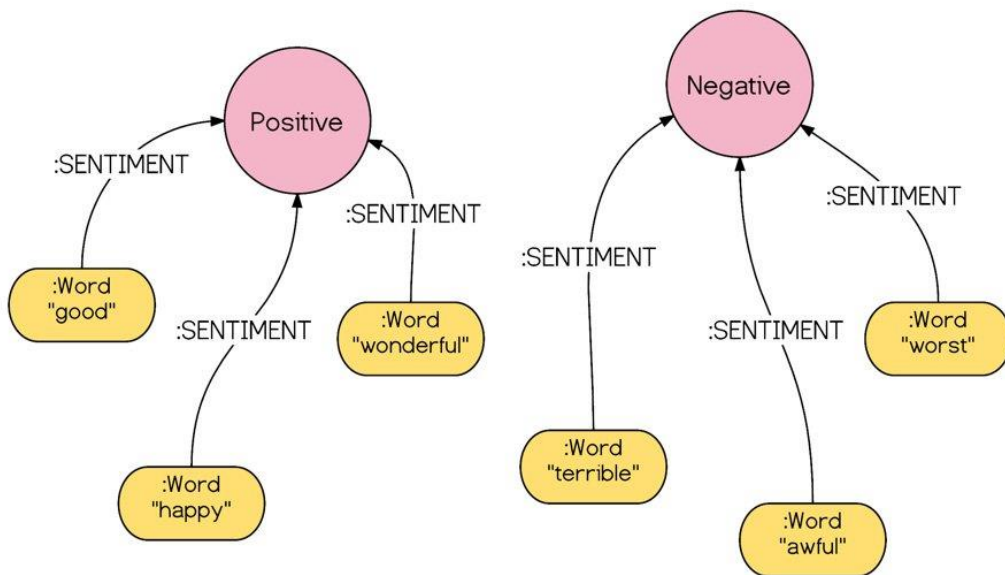 Positive
:SENTIMENT
:SENTIMENT
:SENTIMENT
:Word
"good"
:Word
"wonderful"
:Word
"happy"
Negative
:SENTIMENT
:SENTIMENT
:SENTIMENT
:Word
"worst"
:Word
"terrible"
:Word
"awful"